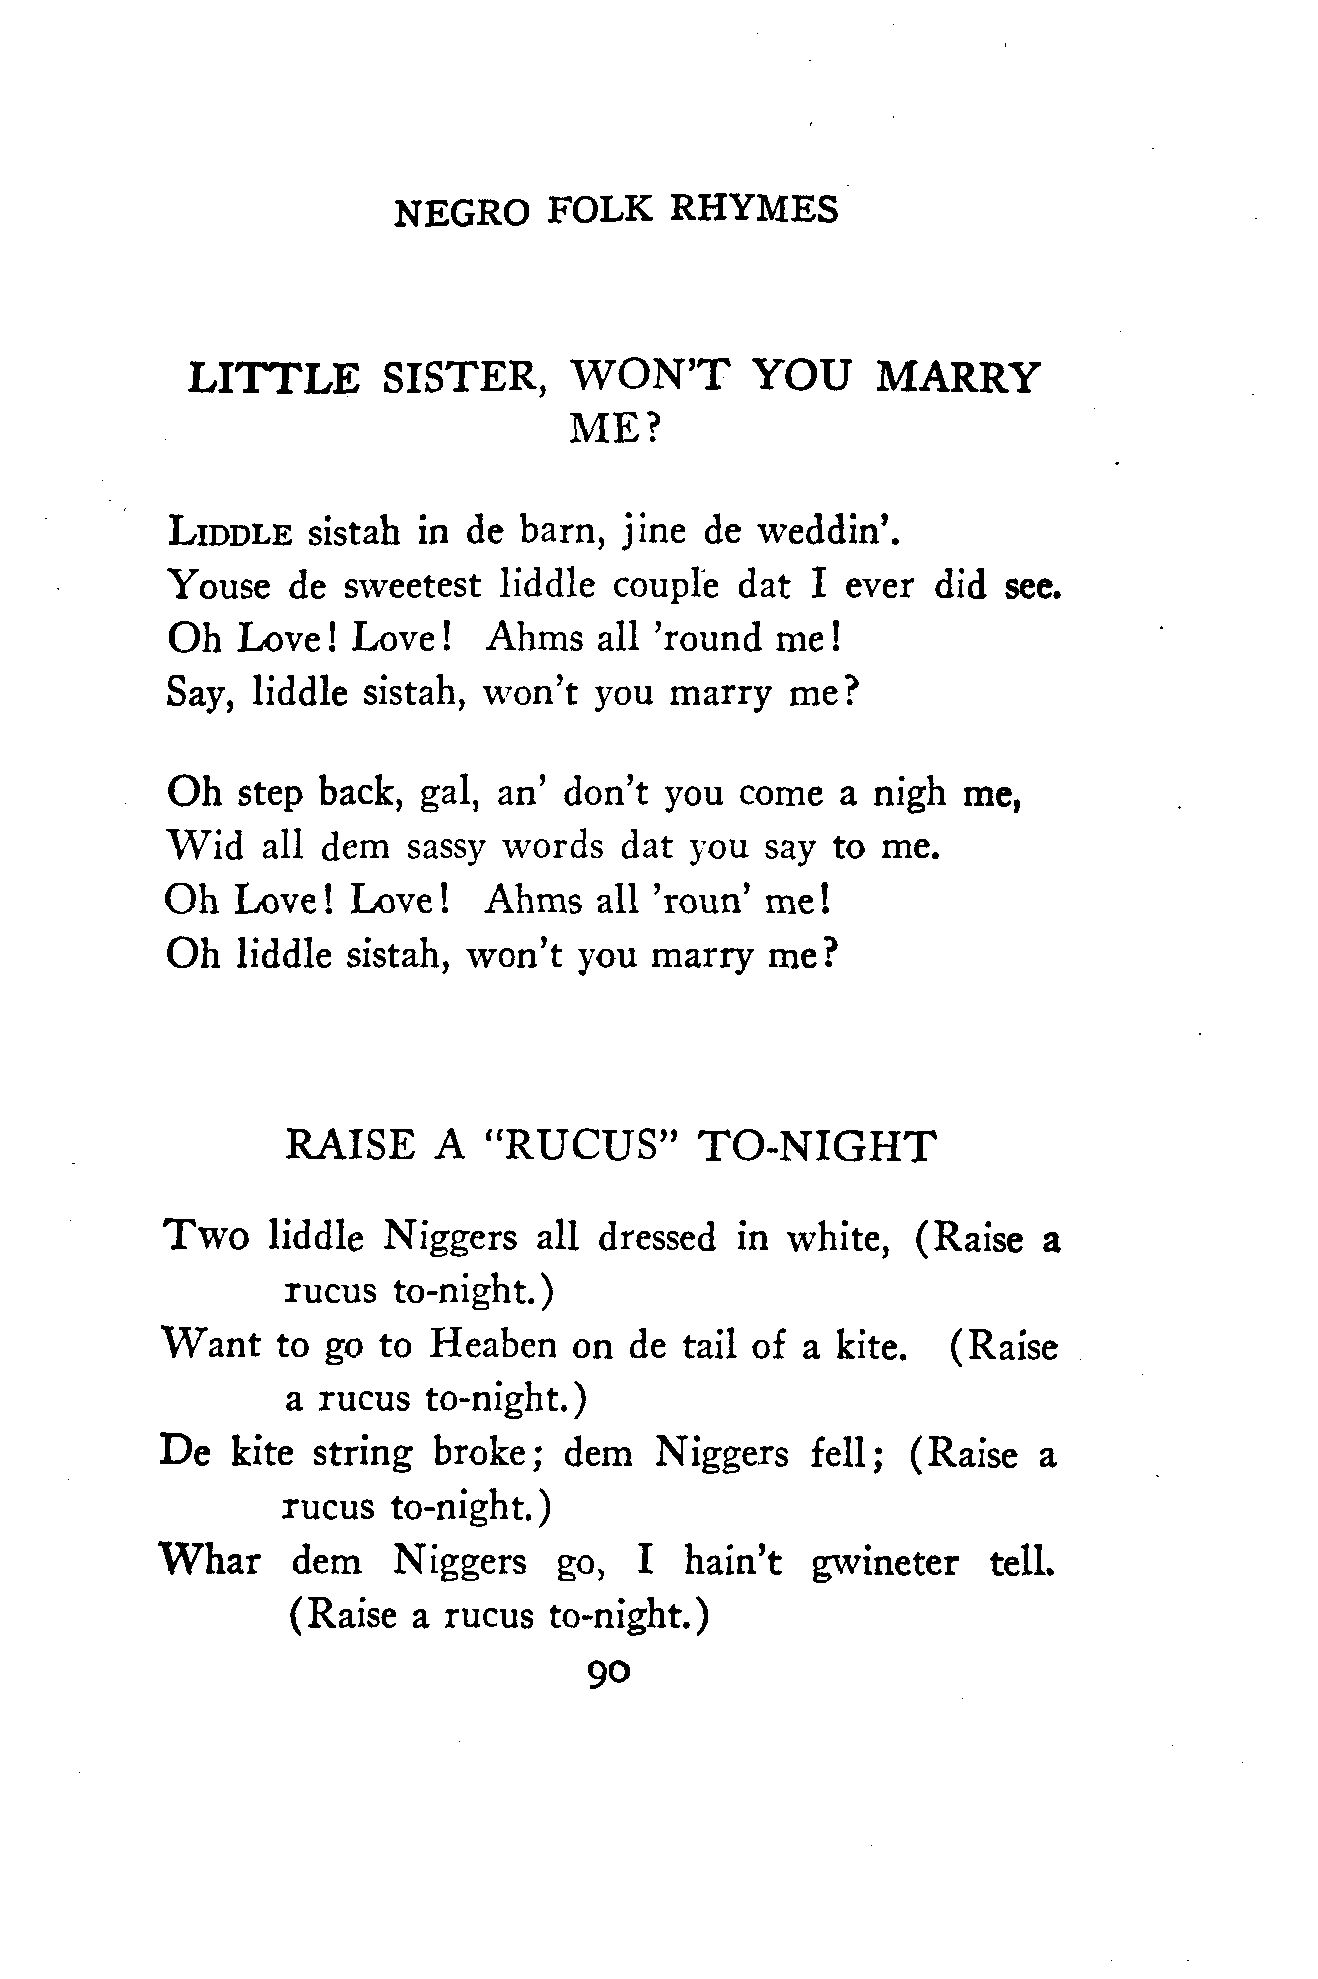 NEGRO FOLK RHYMES
LITTLE SISTER, WON'T YOU MARRY
ME?
LIDDLE sistah in de barn, jine de weddin'.
Youse de sweetest liddle couple dat I ever did see.
Oh Love! Love! Ahms all 'round me!
Say, liddle sistah, won't you marry me?
Oh step back, gal, an' don't you come a nigh me,
Wid all dem sassy words dat you say to me.
Oh Love! Love! Ahms all 'roun' me!
Oh liddle sistah, won't you marry me?
RAISE A "RUCUS" TO-NIGHT
Two liddle Niggers all dressed in white, (Raise a
rucus to-night.)
Want to go to Heaben on de tail of a kite. (Raise
a rucus to-night.)
De kite string broke; dem Niggers fell; (Raise a
rucus to-night.)
Whar dem Niggers go, I hain't gwineter tell.
(Raise a rucus to-night.)
90